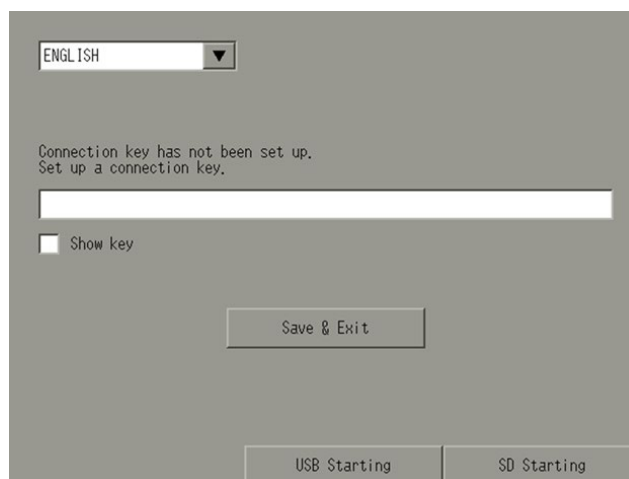 ENGLISH
Connection key has not been set up.
Set up a connection key.
Show key
Save & Exit
USB Starting
SD Starting